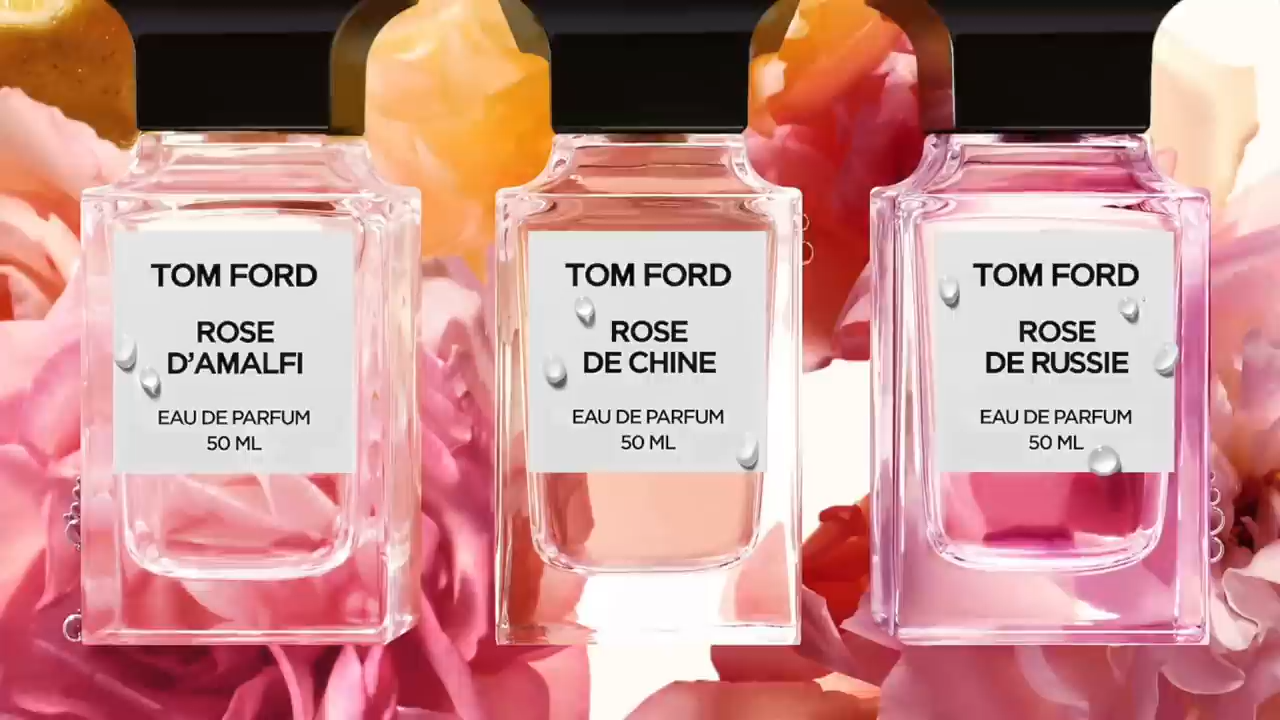 TOM FORD
ROSE
D'AMALFI
EAU DE PARFUM
50 ML
TOM FORD
ROSE
DE CHINE
EAU DE PARFUM
50 ML
TOM FORD
ROSE
DE RUSSIE
EAU DE PARFUM
50 ML